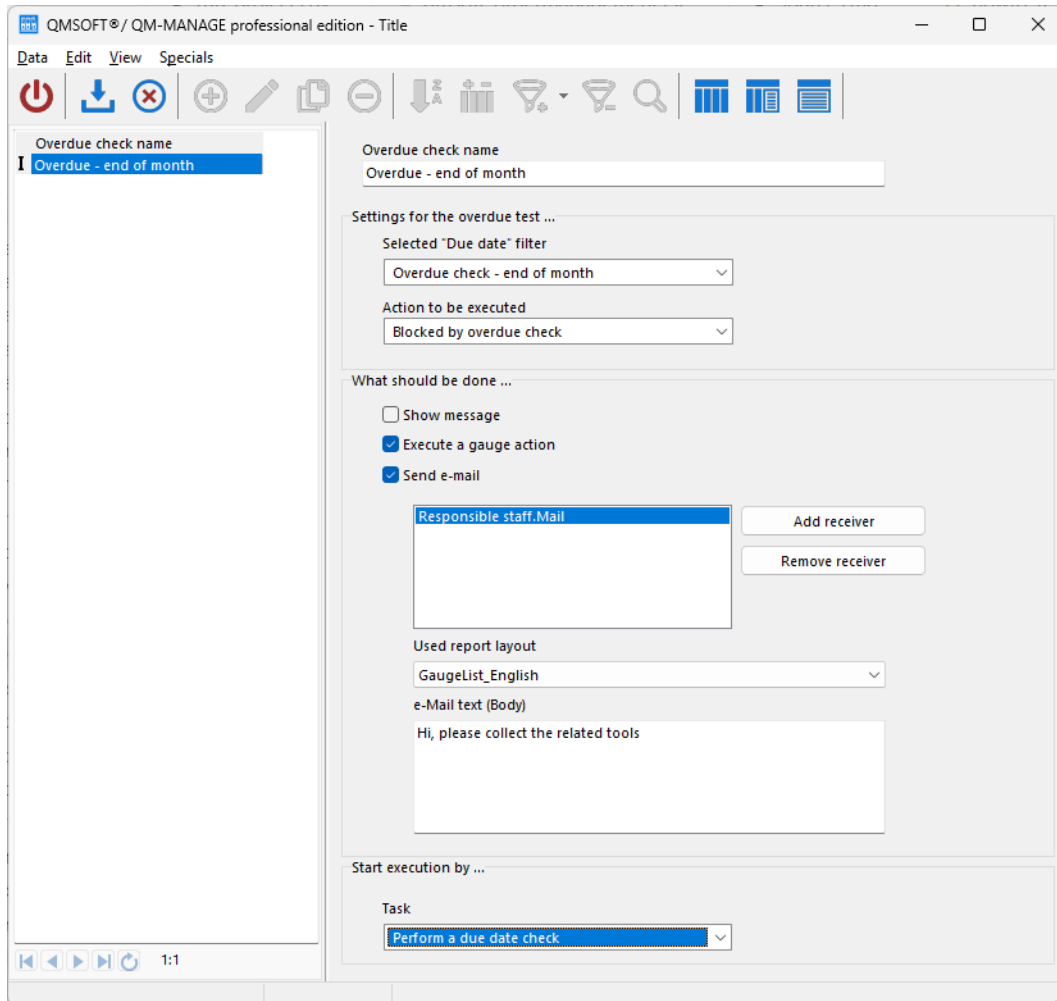 QMSOFT®/ QM-MANAGE professional edition - Title
Data Edit View Specials
Overdue check name
Overdue - end of month
Overdue check name
Overdue - end of month
Settings for the overdue test ...
Selected "Due date" filter
Overdue check - end of month
Action to be executed
Blocked by overdue check
What should be done ...
Show message
Execute a gauge action
Send e-mail
Responsible staff.Mail
Add receiver
Remove receiver
Used report layout
GaugeList_English
e-Mail text (Body)
Hi, please collect the related tools
Start execution by ...
Task
Perform a due date check
1:1